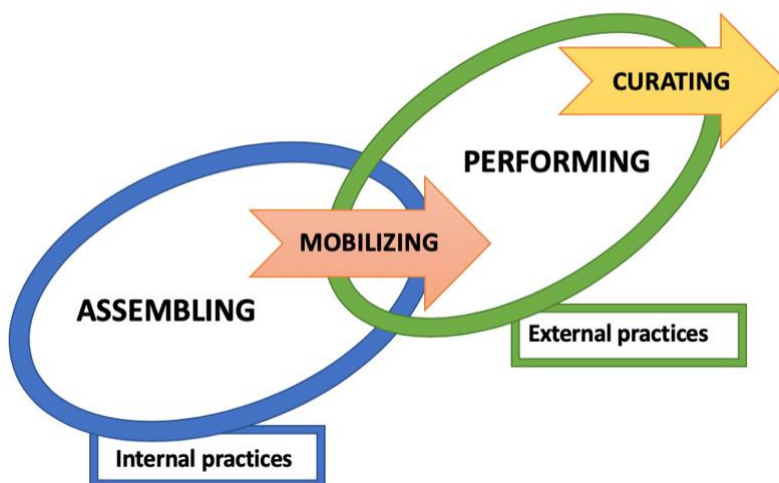 CURATING
PERFORMING
MOBILIZING
ASSEMBLING
External practices
Internal practices